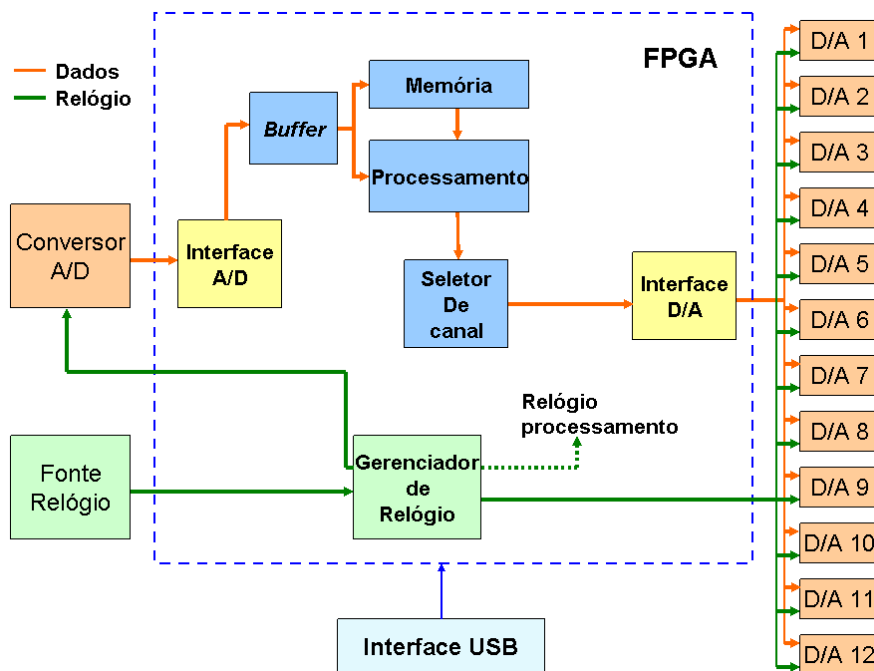 Dados
Relógio
FPGA
Memória
Buffer
Processamento
Conversor
A/D
Interface
A/D
Seletor
De
canal
Interface
D/A
Relógio
processamento
Fonte
Relógio
Gerenciador
de
Relógio
Interface USB
D/A 1
D/A 2
D/A 3
D/A 4
D/A 5
D/A 6
D/A 7
D/A 8
D/A 9
D/A 10
D/A 11
D/A 12